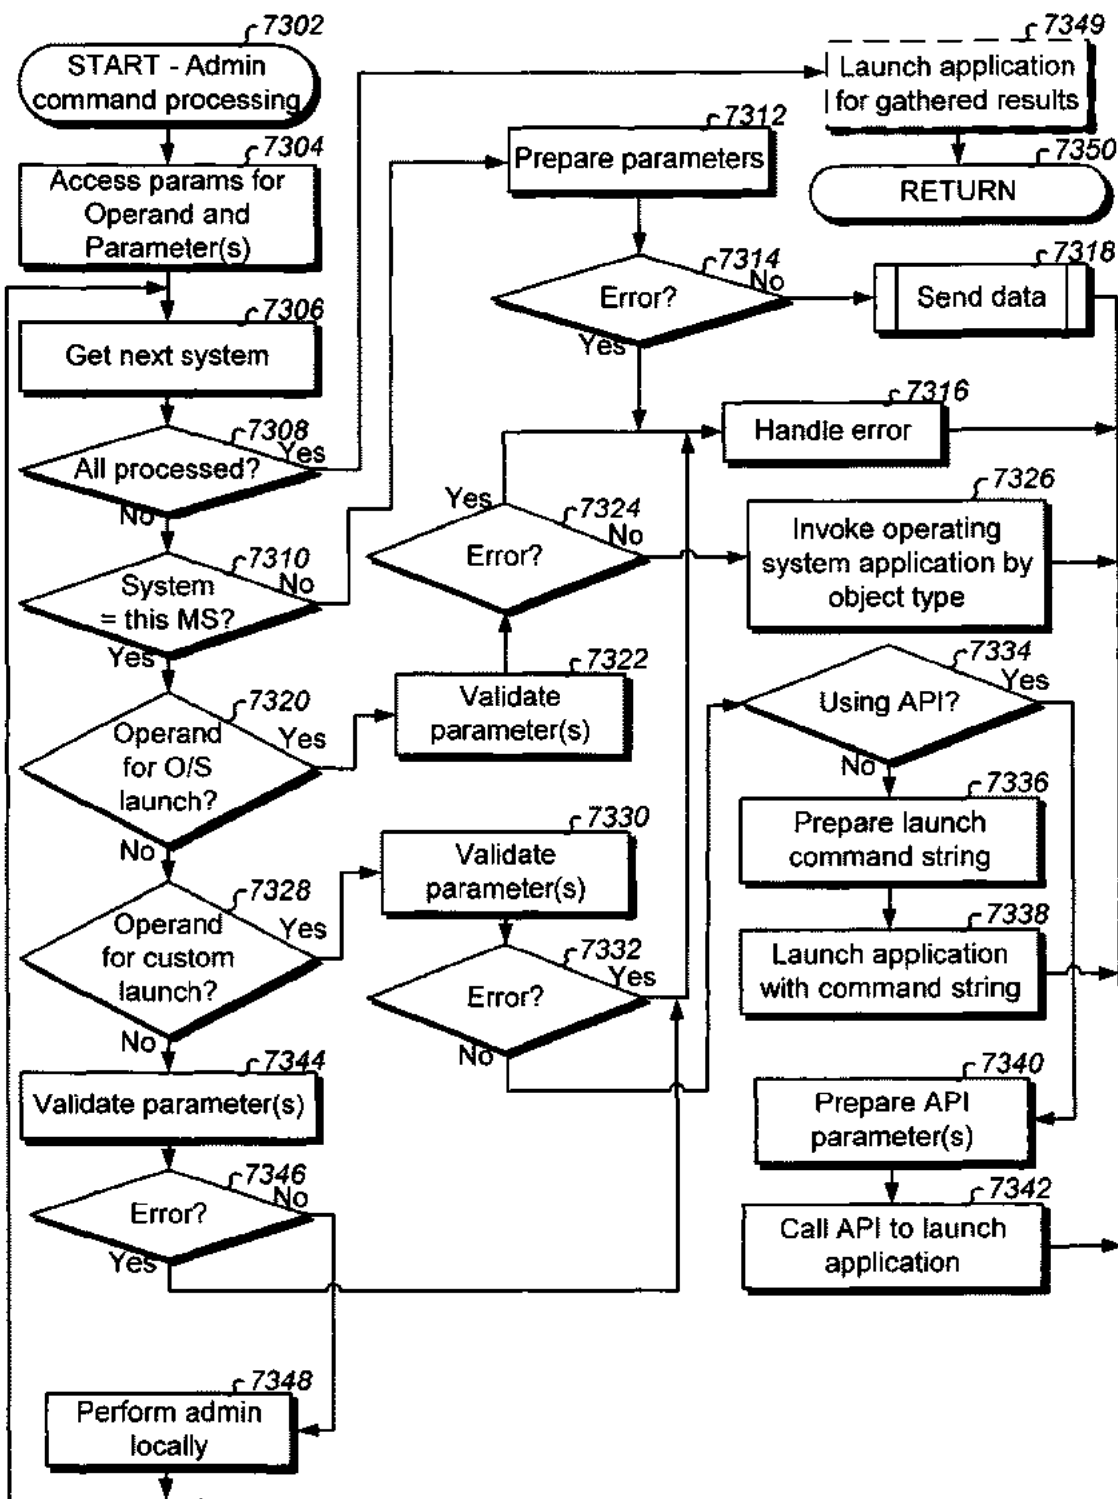 7302
START - Admin
command processing
7304
Access params for
Operand and
Parameter(s)
7306
Get next system
7308
All processed?
Yes
No
7310
System
= this MS?
No
Yes
7320
Operand
for O/S
launch?
Yes
No
7328
Operand
for custom
launch?
Yes
No
7344
Validate parameter(s)
7346
Error?
No
Yes
7348
Perform admin
locally
7312
Prepare parameters
7314
Error?
No
Yes
7324
Error?
Yes
No
7322
Validate
parameter(s)
7330
Validate
parameter(s)
7332
Error?
Yes
No
7349
Launch application
for gathered results
7350
RETURN
7318
Send data
7316
Handle error
7326
Invoke operating
system application by
object type
7334
Using API?
Yes
No
7336
Prepare launch
command string
7338
Launch application
with command string
7340
Prepare API
parameter(s)
7342
Call API to launch
application